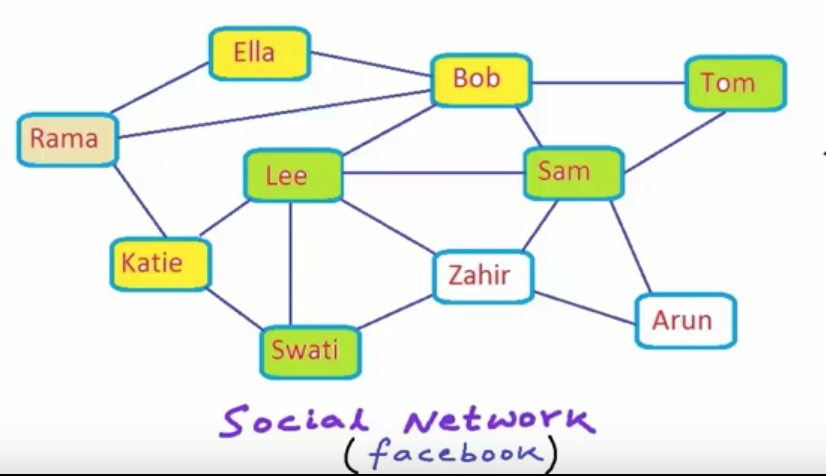 Ella
Bob
Tom
Rama
Lee
Sam
Katie
Zahir
Arun
Swati
Social Network
(facebook)